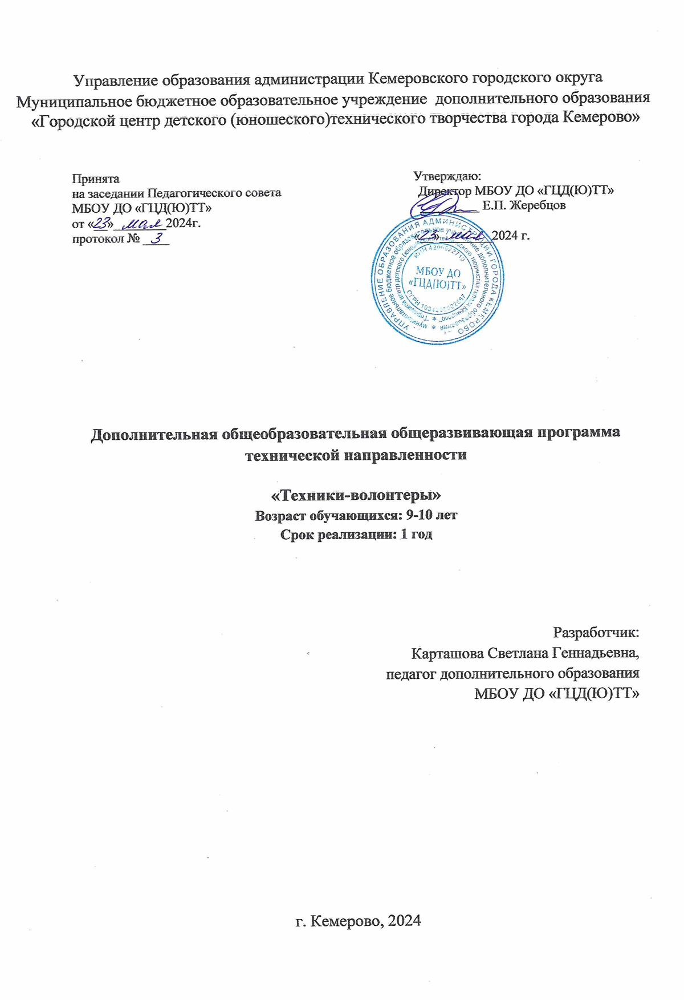 Управление образования администрации Кемеровского городского округа
Муниципальное бюджетное образовательное учреждение дополнительного образования
«Городской центр детского (юношеского)технического творчества города Кемерово»
Принята
на заседании Педагогического совета
МБОУ ДО «ГЦД(Ю)ТТ»
от «23» мая 2024г.
протокол № 3
Утверждаю:
Директор МБОУ ДО «ГЦД(Ю)ТТ»
Е.П. Жеребцов
«23» мая 2024 г.
УПРАВЛЕНИЕ ОБРАЗОВАНИЯ АДМИНИСТРАЦИИ ГОРОДА КЕМЕРОВО
МБОУ ДО
«ГЦД(Ю)ТТ»
Дополнительная общеобразовательная общеразвивающая программа
технической направленности
«Техники-волонтеры»
Возраст обучающихся: 9-10 лет
Срок реализации: 1 год
Разработчик:
Карташова Светлана Геннадьевна,
педагог дополнительного образования
МБОУ ДО «ГЦД(Ю)ТТ»
г. Кемерово, 2024